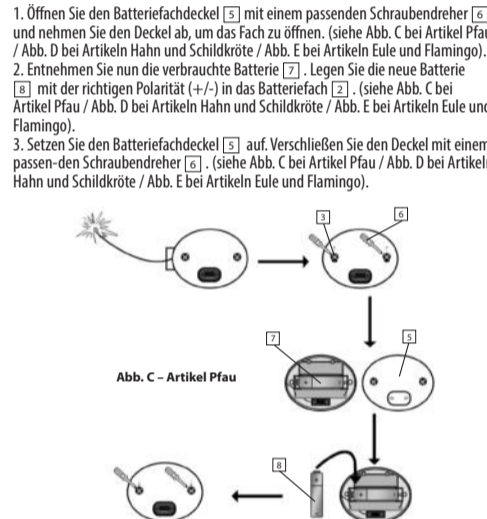 1. Öffnen Sie den Batteriefachdeckel 5 mit einem passenden Schraubendreher 6
und nehmen Sie den Deckel ab, um das Fach zu öffnen. (siehe Abb. C bei Artikel Pfau
/ Abb. D bei Artikeln Hahn und Schildkröte / Abb. E bei Artikeln Eule und Flamingo).
2. Entnehmen Sie nun die verbrauchte Batterie 7 . Legen Sie die neue Batterie
8 mit der richtigen Polarität (+/-) in das Batteriefach 2 . (siehe Abb. C bei
Artikel Pfau / Abb. D bei Artikeln Hahn und Schildkröte / Abb. E bei Artikeln Eule und
Flamingo).
3. Setzen Sie den Batteriefachdeckel 5 auf. Verschließen Sie den Deckel mit einem
passen-den Schraubendreher 6 . (siehe Abb. C bei Artikel Pfau / Abb. D bei Artikeln
Hahn und Schildkröte / Abb. E bei Artikeln Eule und Flamingo).
3
6
7
5
Abb. C – Artikel Pfau
8